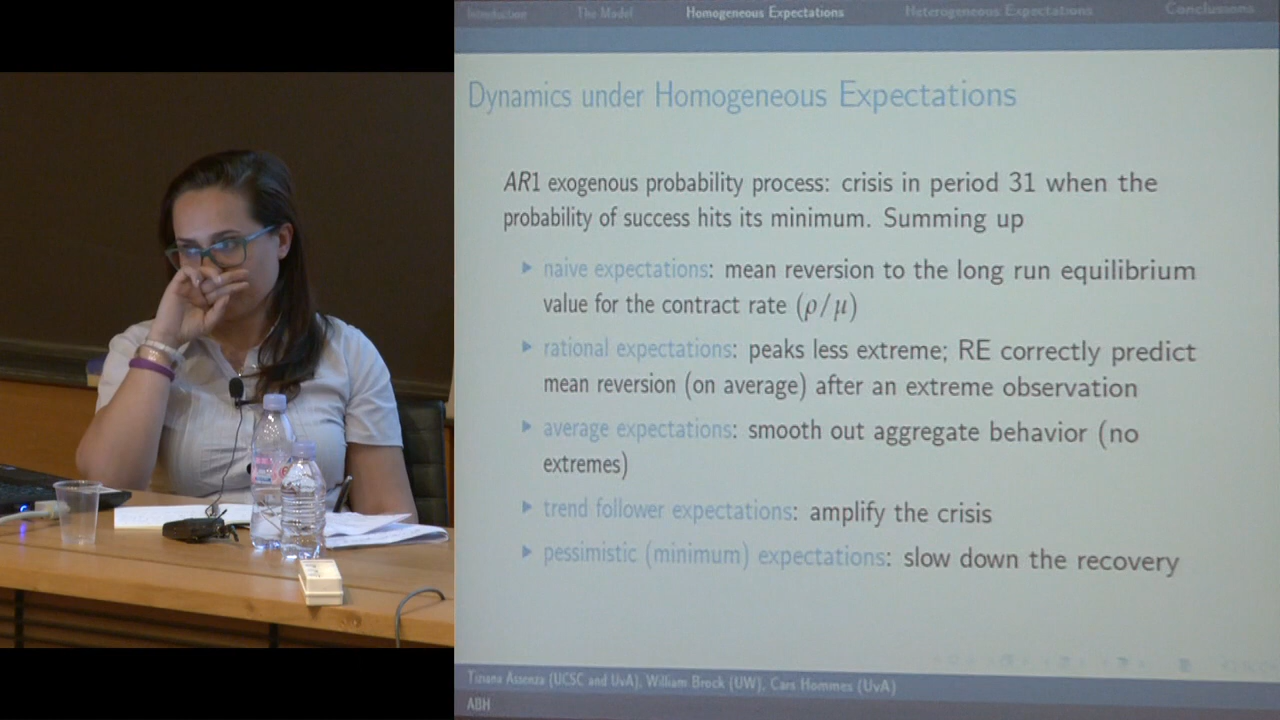 Introduction The Model Homogeneous Expectations Heterogeneous Expectations Conclusions
Dynamics under Homogeneous Expectations
AR1 exogenous probability process: crisis in period 31 when the
probability of success hits its minimum. Summing up
naive expectations: mean reversion to the long run equilibrium
value for the contract rate (ρ/μ)
rational expectations: peaks less extreme; RE correctly predict
mean reversion (on average) after an extreme observation
average expectations: smooth out aggregate behavior (no
extremes)
trend follower expectations: amplify the crisis
pessimistic (minimum) expectations: slow down the recovery
Tiziana Assenza (UCSC and UvA), William Brock (UW), Cars Hommes (UvA)
ABH